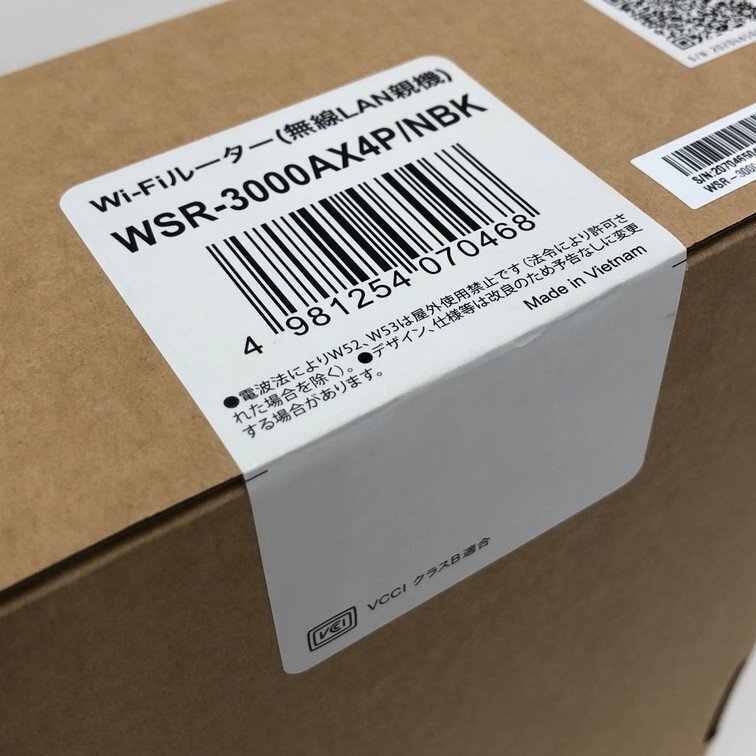 Wi-Fiルーター(無線LAN親機)
WSR-3000AX4P/NBK
4 981254 070468
●電波法によりW52、W53は屋外使用禁止です(法令により許可さ
れた場合を除く)。●デザイン、仕様等は改良のため予告なしに変更
する場合があります。
Made in Vietnam
VCCI
VCCI クラスB適合
WSR-300